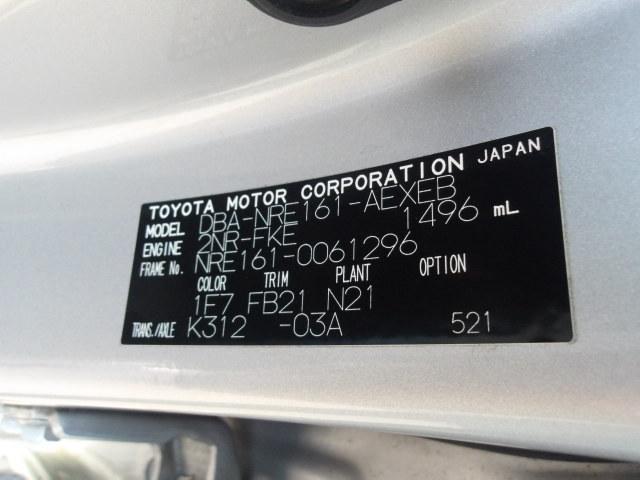 TOYOTA MOTOR CORPORATION JAPAN
MODEL DBA-NRE161-AEXEB
ENGINE 2NR-FKE 1496 mL
FRAME No. NRE161-0061296
COLOR TRIM PLANT OPTION
1F7 FB21 N21
TRANS./AXLE K312 -03A 521